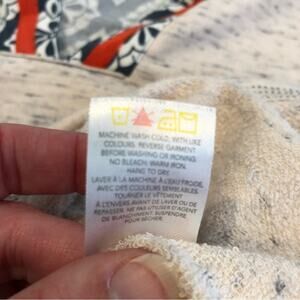 MACHINE WASH COLD, WITH LIKE
COLOURS. REVERSE GARMENT
BEFORE WASHING OR IRONING.
NO BLEACH. WARM IRON.
HANG TO DRY.
LAVER À LA MACHINE À L'EAU FROIDE,
AVEC DES COULEURS SEMBLABLES.
TOURNER LE VÊTEMENT
À L'ENVERS AVANT DE LAVER OU DE
REPASSER. NE PAS UTILISER D'AGENT
DE BLANCHIMENT. SUSPENDRE
POUR SÉCHER.